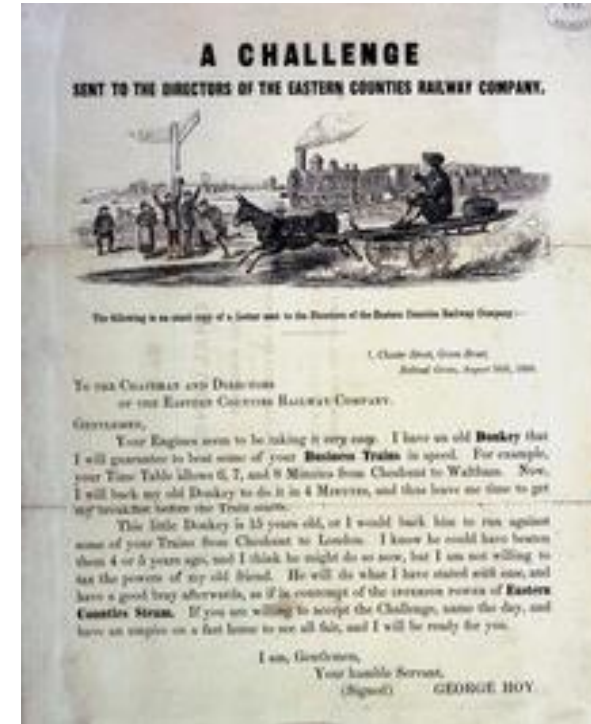 A CHALLENGE
SENT TO THE DIRECTORS OF THE EASTERN COUNTIES RAILWAY COMPANY.
The following is an exact copy of a Letter sent to the Directors of the Eastern Counties Railway Company:—
Street, Green Street,
Bethnal Green, August
TO THE CHAIRMAN AND DIRECTORS
OF THE EASTERN COUNTIES RAILWAY COMPANY.
GENTLEMEN,
Your Engines seem to be taking it very easy. I have an old Donkey that
I will guarantee to beat some of your Business Trains in speed. For example,
your Time Table allows 6, 7, and 8 Minutes from Cheshunt to Waltham. Now,
I will back my old Donkey to do it in 4 MINUTES, and thus leave me time to get
my breakfast before the Train starts.
This little Donkey is 15 years old, or I would back him to run against
some of your Trains from Cheshunt to London. I know he could have beaten
them 4 or 5 years ago, and I think he might do so now, but I am not willing to
tax the powers of my old friend. He will do what I have stated with ease, and
have a good bray afterwards, as if in contempt of the inferior power of Eastern
Counties Steam. If you are willing to accept the Challenge, name the day, and
have an umpire on a fast horse to see all fair, and I will be ready for you.
I am, Gentlemen,
Your humble Servant,
(Signed) GEORGE HOY.